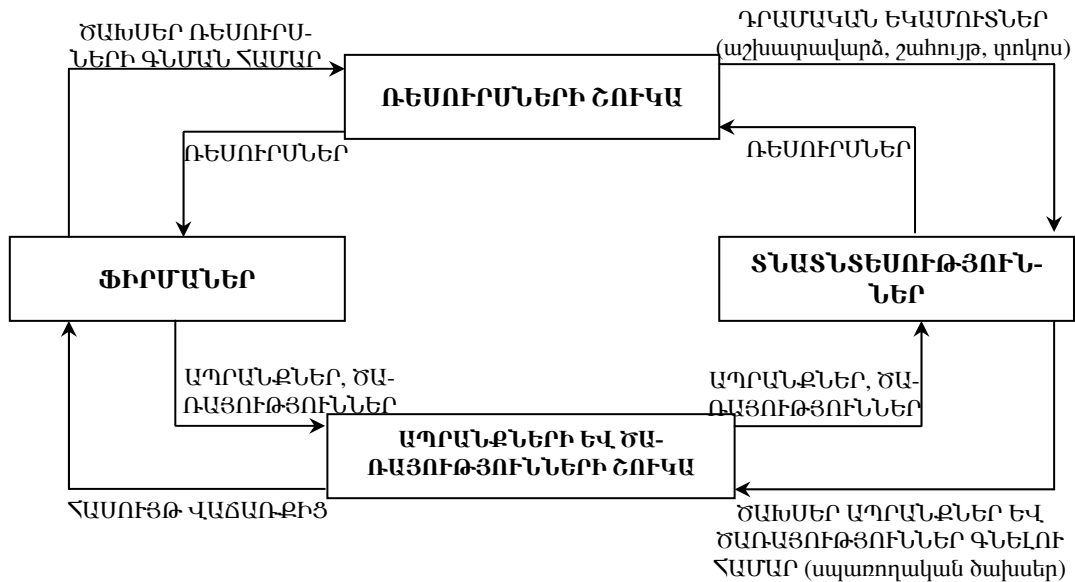 ԾԱԽՍԵՐ ՌԵՍՈՒՐՍ-
ՆԵՐԻ ԳՆՄԱՆ ՀԱՄԱՐ
ԴՐԱՄԱԿԱՆ ԵԿԱՄՈՒՏՆԵՐ
(աշխատավարձ, շահույթ, տոկոս)
ՌԵՍՈՒՐՍՆԵՐԻ ՇՈՒԿԱ
ՌԵՍՈՒՐՍՆԵՐ
ՌԵՍՈՒՐՍՆԵՐ
ՖԻՐՄԱՆԵՐ
ՏՆԱՏՆՏԵՍՈՒԹՅՈՒՆ-
ՆԵՐ
ԱՊՐԱՆՔՆԵՐ, ԾԱ-
ՌԱՅՈՒԹՅՈՒՆՆԵՐ
ԱՊՐԱՆՔՆԵՐ, ԾԱ-
ՌԱՅՈՒԹՅՈՒՆՆԵՐ
ԱՊՐԱՆՔՆԵՐԻ ԵՎ ԾԱ-
ՌԱՅՈՒԹՅՈՒՆՆԵՐԻ ՇՈՒԿԱ
ՀԱՍՈՒՅԹ ՎԱՃԱՌՔԻՑ
ԾԱԽՍԵՐ ԱՊՐԱՆՔՆԵՐ ԵՎ
ԾԱՌԱՅՈՒԹՅՈՒՆՆԵՐ ԳՆԵԼՈՒ
ՀԱՄԱՐ (սպառողական ծախսեր)